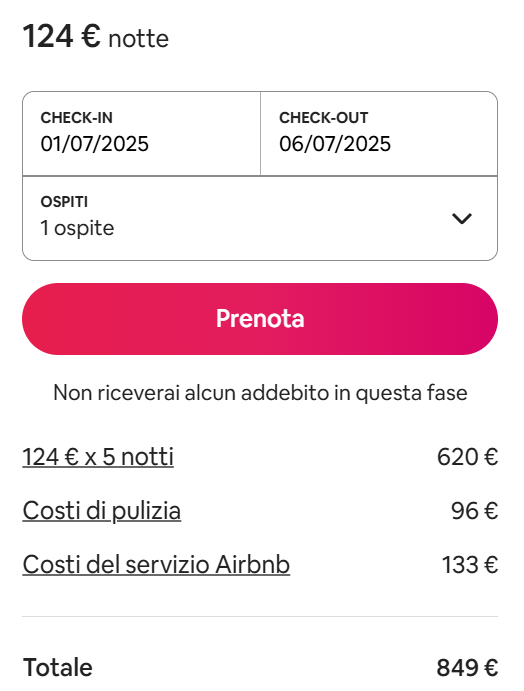 124 € notte
CHECK-IN CHECK-OUT
01/07/2025 06/07/2025
OSPITI
1 ospite
Prenota
Non riceverai alcun addebito in questa fase
124 € x 5 notti 620 €
Costi di pulizia 96 €
Costi del servizio Airbnb 133 €
Totale 849 €